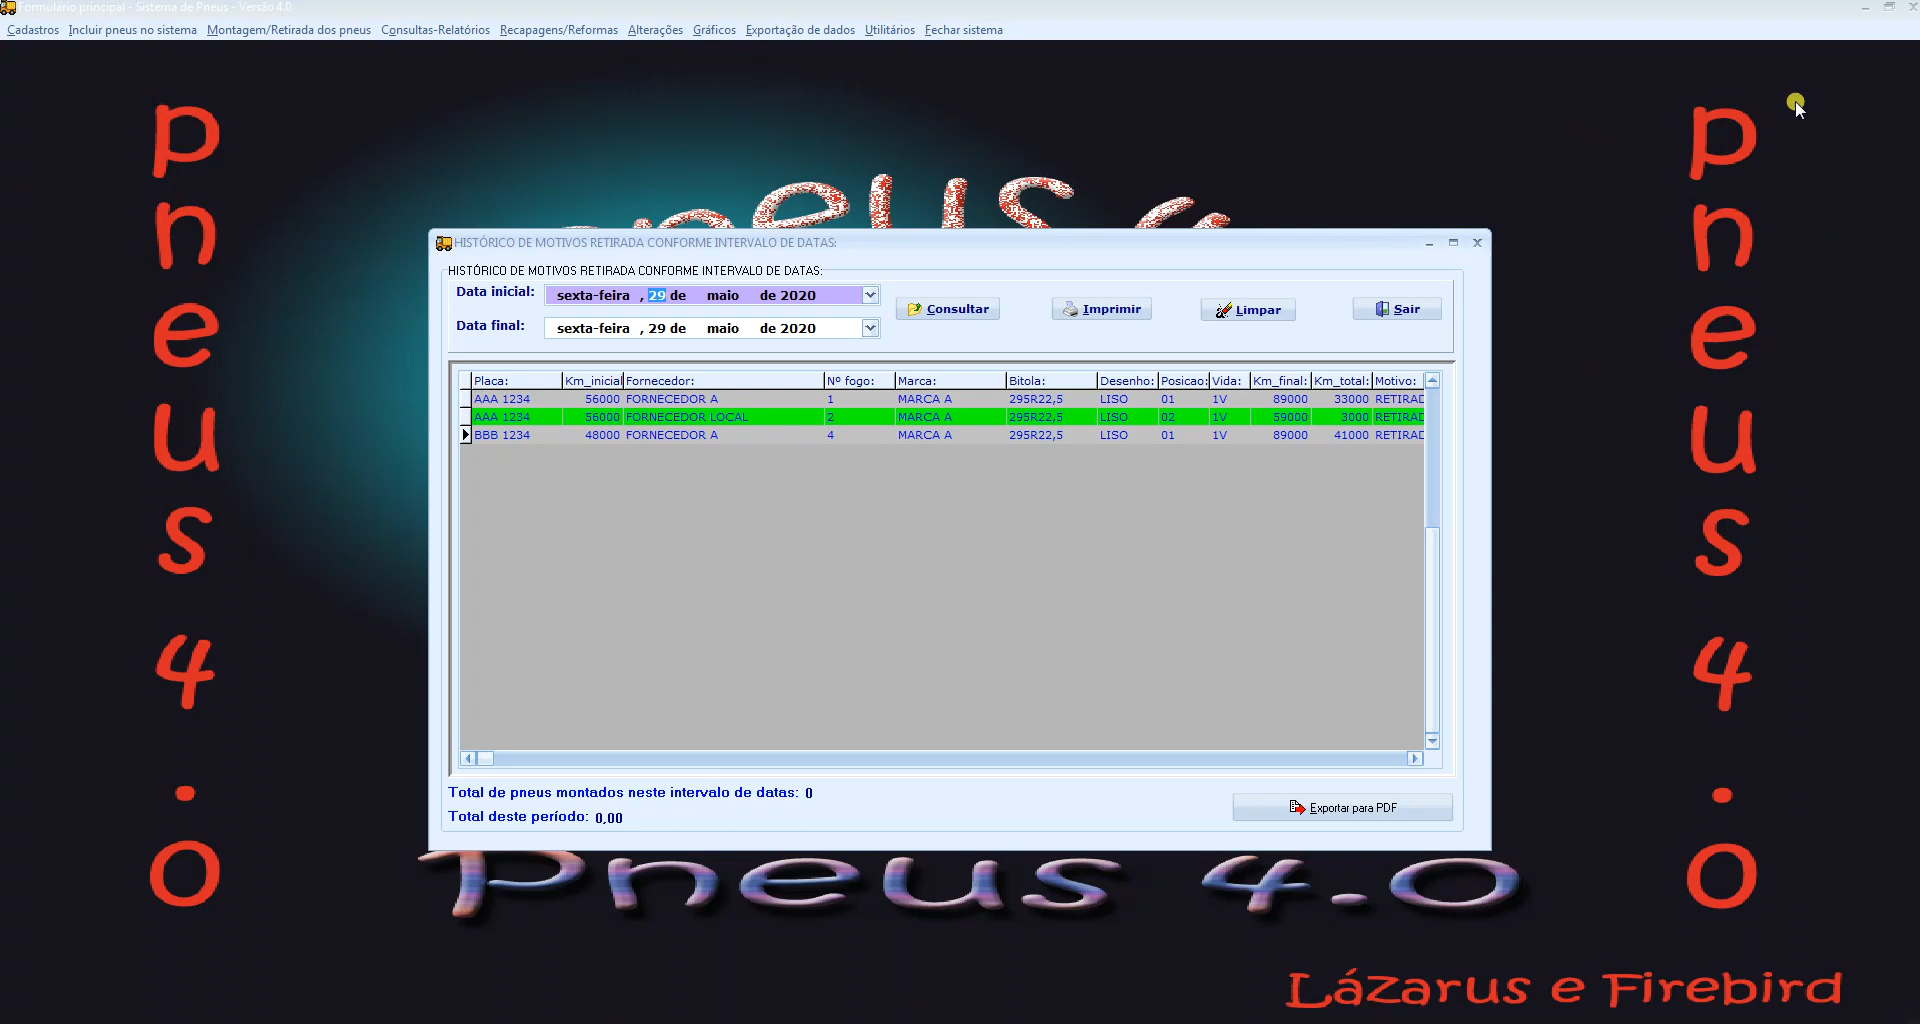 Formulário principal - Sistema de Pneus - Versão 4.0
Cadastros Incluir pneus no sistema Montagem/Retirada dos pneus Consultas-Relatórios Recapagens/Reformas Alterações Gráficos Exportação de dados Utilitários Fechar sistema
Pneus 4.0
HISTÓRICO DE MOTIVOS RETIRADA CONFORME INTERVALO DE DATAS:
HISTÓRICO DE MOTIVOS RETIRADA CONFORME INTERVALO DE DATAS:
Data inicial: sexta-feira , 29 de maio de 2020
Data final: sexta-feira , 29 de maio de 2020
Consultar Imprimir Limpar Sair
Placa: Km_inicial Fornecedor: Nº fogo: Marca: Bitola: Desenho: Posicao: Vida: Km_final: Km_total: Motivo:
AAA 1234 56000 FORNECEDOR A 1 MARCA A 295R22,5 LISO 01 1V 89000 33000 RETIRAD
AAA 1234 56000 FORNECEDOR LOCAL 2 MARCA A 295R22,5 LISO 02 1V 59000 3000 RETIRAD
BBB 1234 48000 FORNECEDOR A 4 MARCA A 295R22,5 LISO 01 1V 89000 41000 RETIRAD
Total de pneus montados neste intervalo de datas: 0
Total deste período: 0,00
Exportar para PDF
Pneus 4.0
Pneus 4.0
Lázarus e Firebird